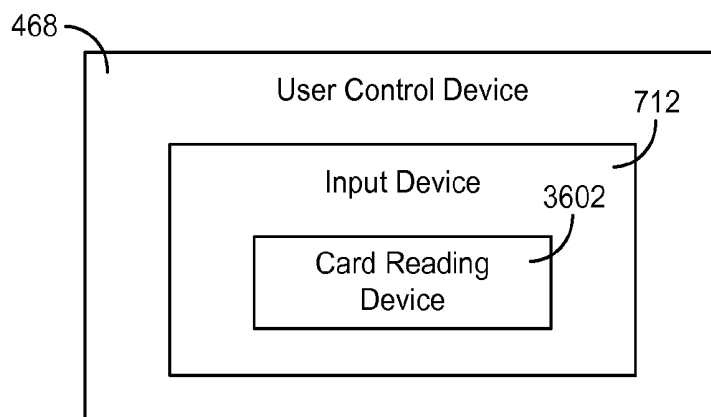 468
User Control Device
712
Input Device
3602
Card Reading
Device